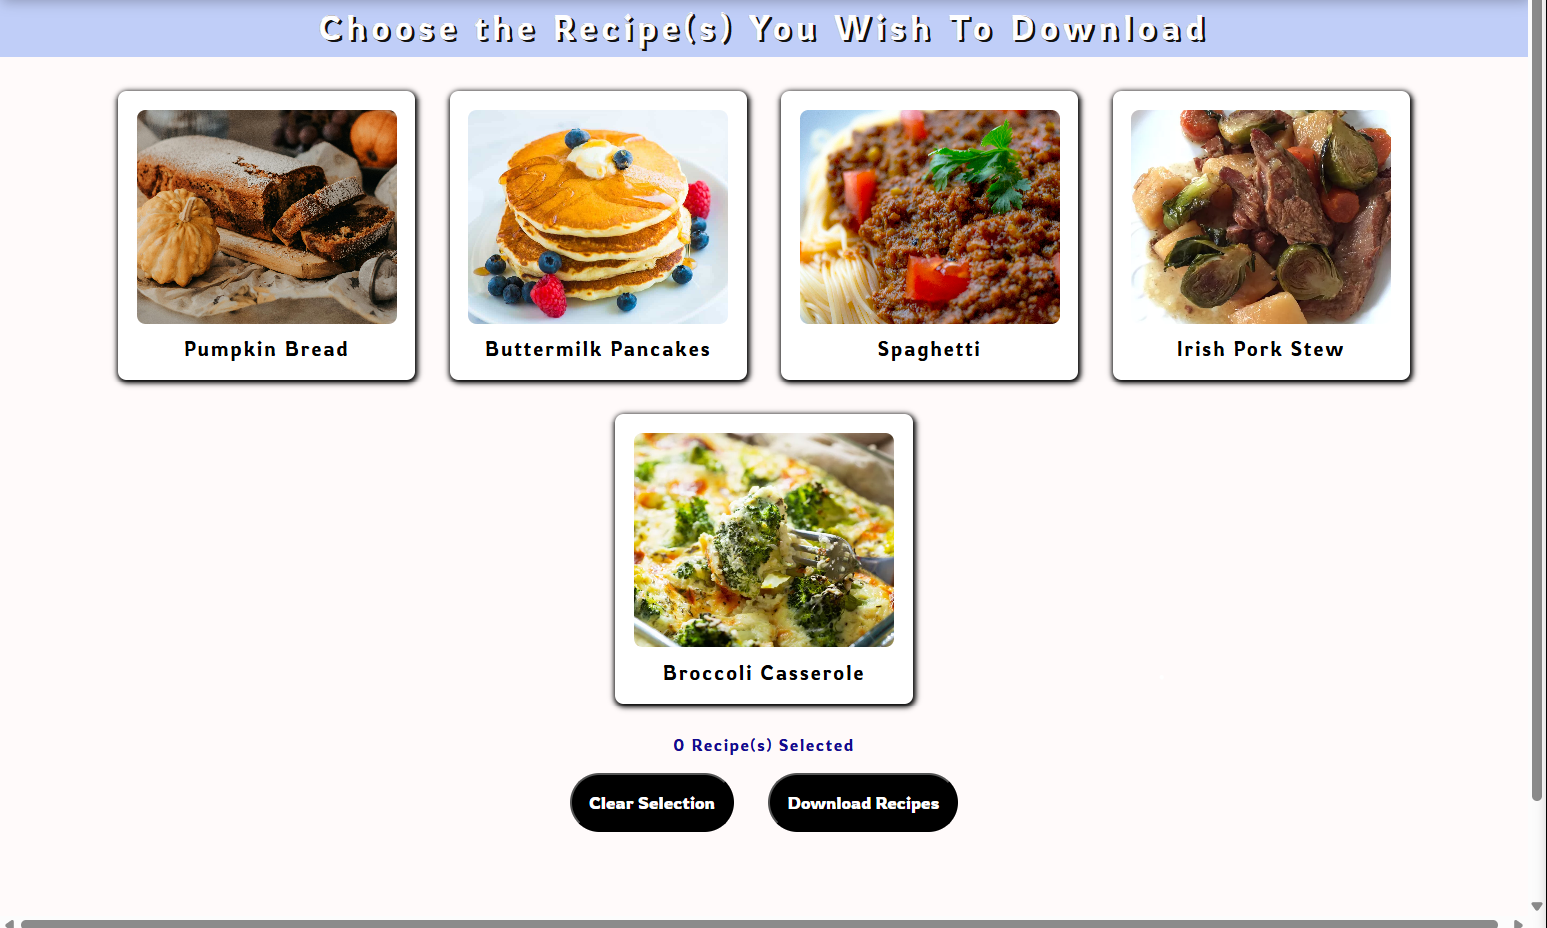 Choose the Recipe(s) You Wish To Download
Pumpkin Bread
Buttermilk Pancakes
Spaghetti
Irish Pork Stew
Broccoli Casserole
0 Recipe(s) Selected
Clear Selection
Download Recipes